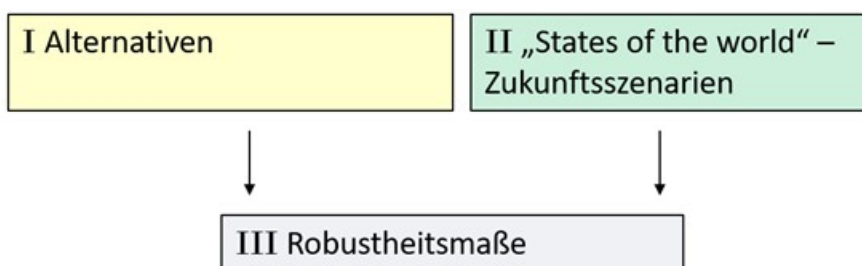 I Alternativen
II „States of the world“ –
Zukunftsszenarien
III Robustheitsmaße